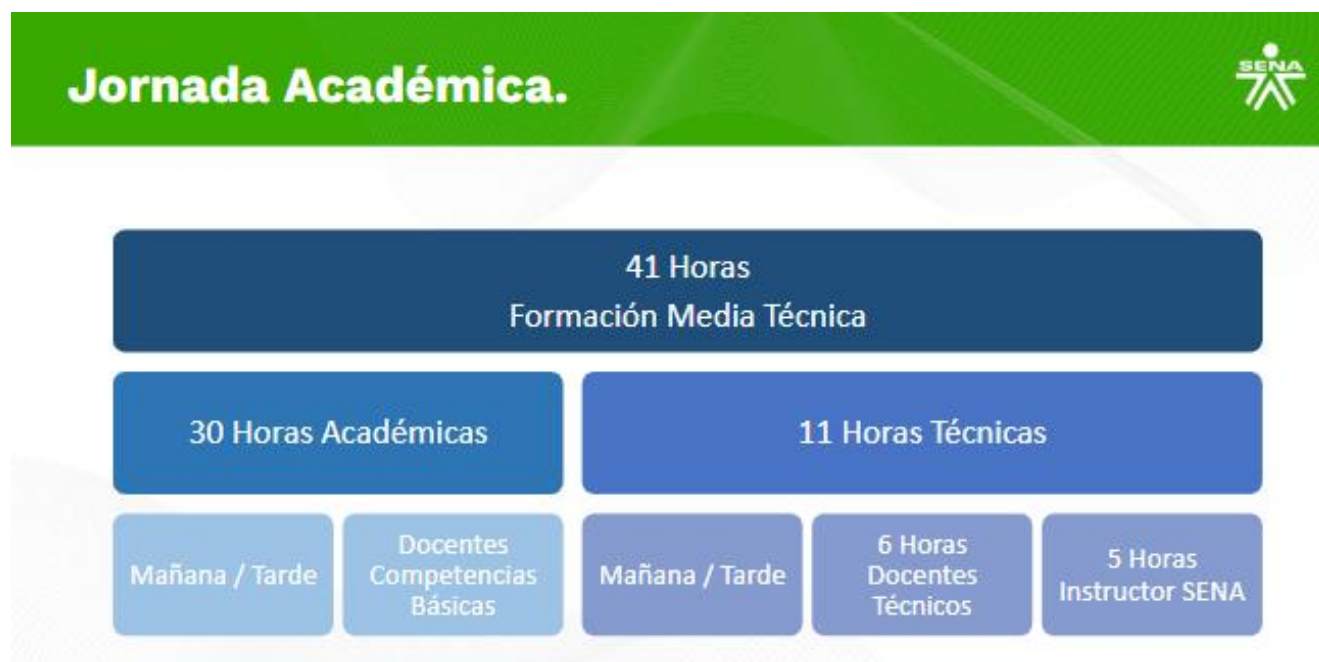 Jornada Académica.
SENA
41 Horas
Formación Media Técnica
30 Horas Académicas
11 Horas Técnicas
Mañana / Tarde
Docentes
Competencias
Básicas
Mañana / Tarde
6 Horas
Docentes
Técnicos
5 Horas
Instructor SENA